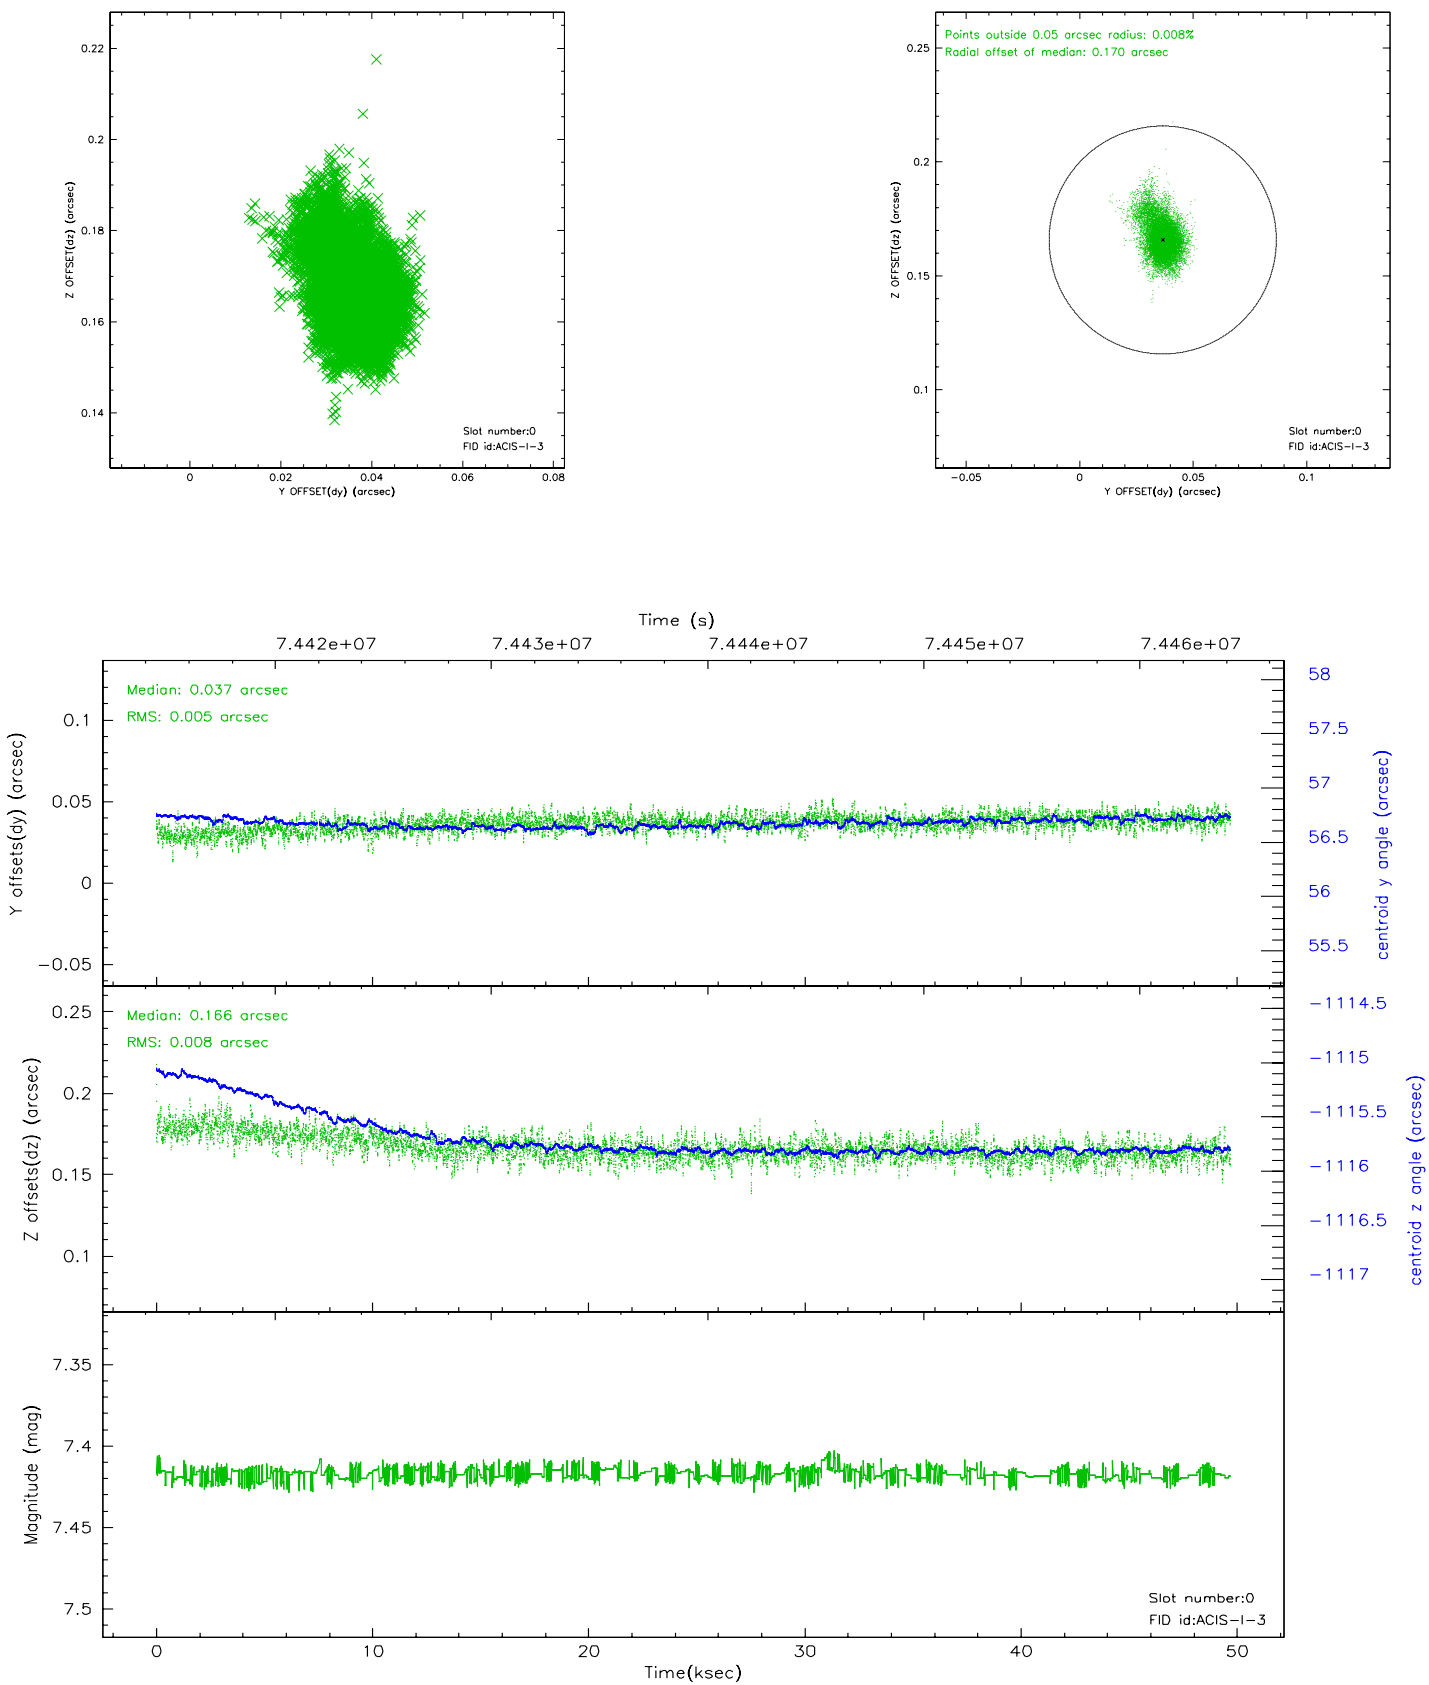 0.22
0.2
0.18
0.16
0.14
Z OFFSET(dz) (arcsec)
Slot number:0
FID id:ACIS-I-3
0 0.02 0.04 0.06 0.08
Y OFFSET(dy) (arcsec)
Points outside 0.05 arcsec radius: 0.008%
Radial offset of median: 0.170 arcsec
0.25
0.2
0.15
0.1
Z OFFSET(dz) (arcsec)
Slot number:0
FID id:ACIS-I-3
-0.05 0 0.05 0.1
Y OFFSET(dy) (arcsec)
Time (s)
7.442e+07 7.443e+07 7.444e+07 7.445e+07 7.446e+07
Median: 0.037 arcsec
RMS: 0.005 arcsec
0.1
0.05
0
-0.05
Y offsets(dy) (arcsec)
58
57.5
57
56.5
56
55.5
centroid y angle (arcsec)
Median: 0.166 arcsec
RMS: 0.008 arcsec
0.25
0.2
0.15
0.1
Z offsets(dz) (arcsec)
-1114.5
-1115
-1115.5
-1116
-1116.5
-1117
centroid z angle (arcsec)
7.35
7.4
7.45
7.5
Magnitude (mag)
Slot number:0
FID id:ACIS-I-3
0 10 20 30 40 50
Time(ksec)